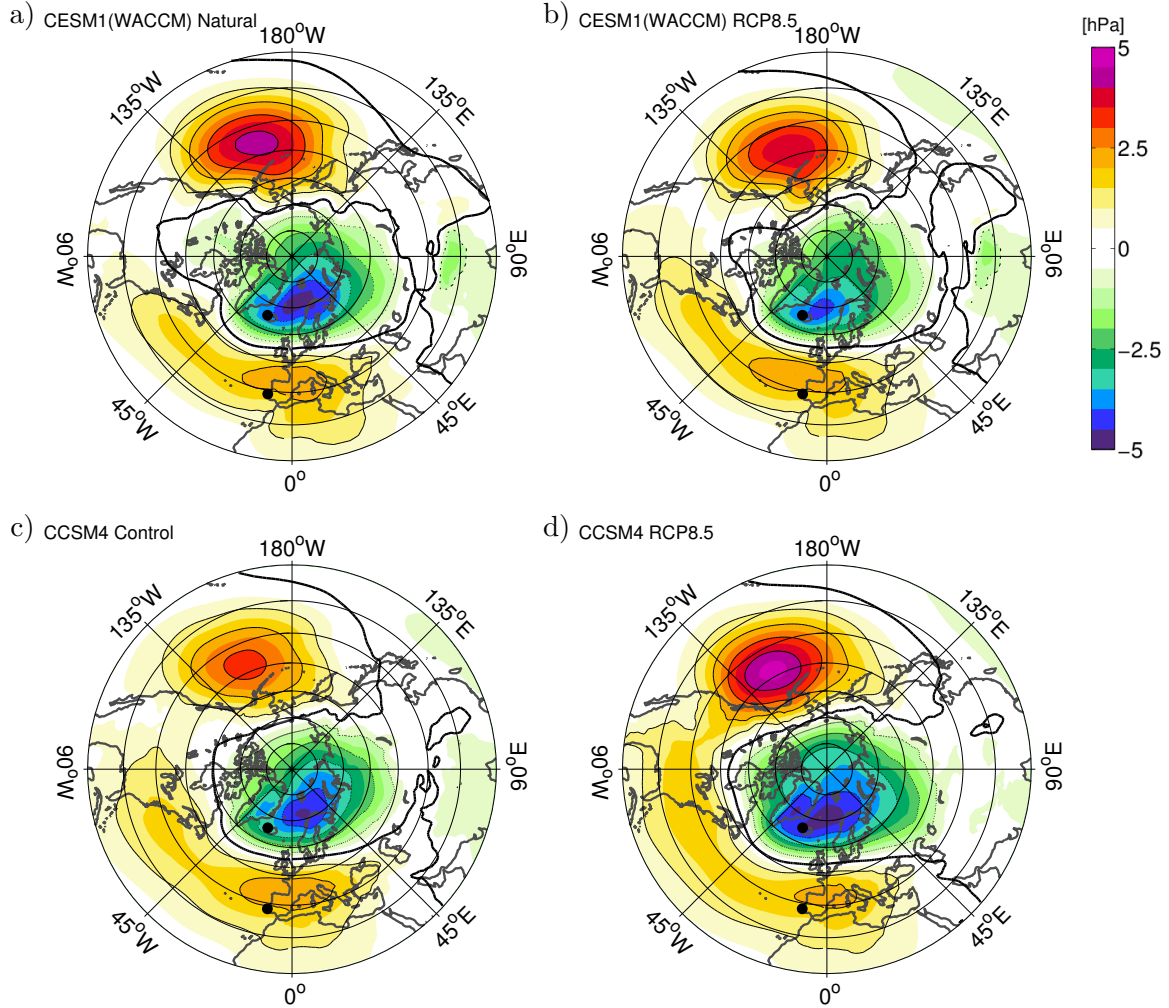 a) CESM1(WACCM) Natural
180°W
135°W
135°E
90°W
90°E
45°W
45°E
0°
b) CESM1(WACCM) RCP8.5
180°W
135°W
135°E
90°W
90°E
45°W
45°E
0°
[hPa]
5
2.5
0
−2.5
−5
c) CCSM4 Control
180°W
135°W
135°E
90°W
90°E
45°W
45°E
0°
d) CCSM4 RCP8.5
180°W
135°W
135°E
90°W
90°E
45°W
45°E
0°